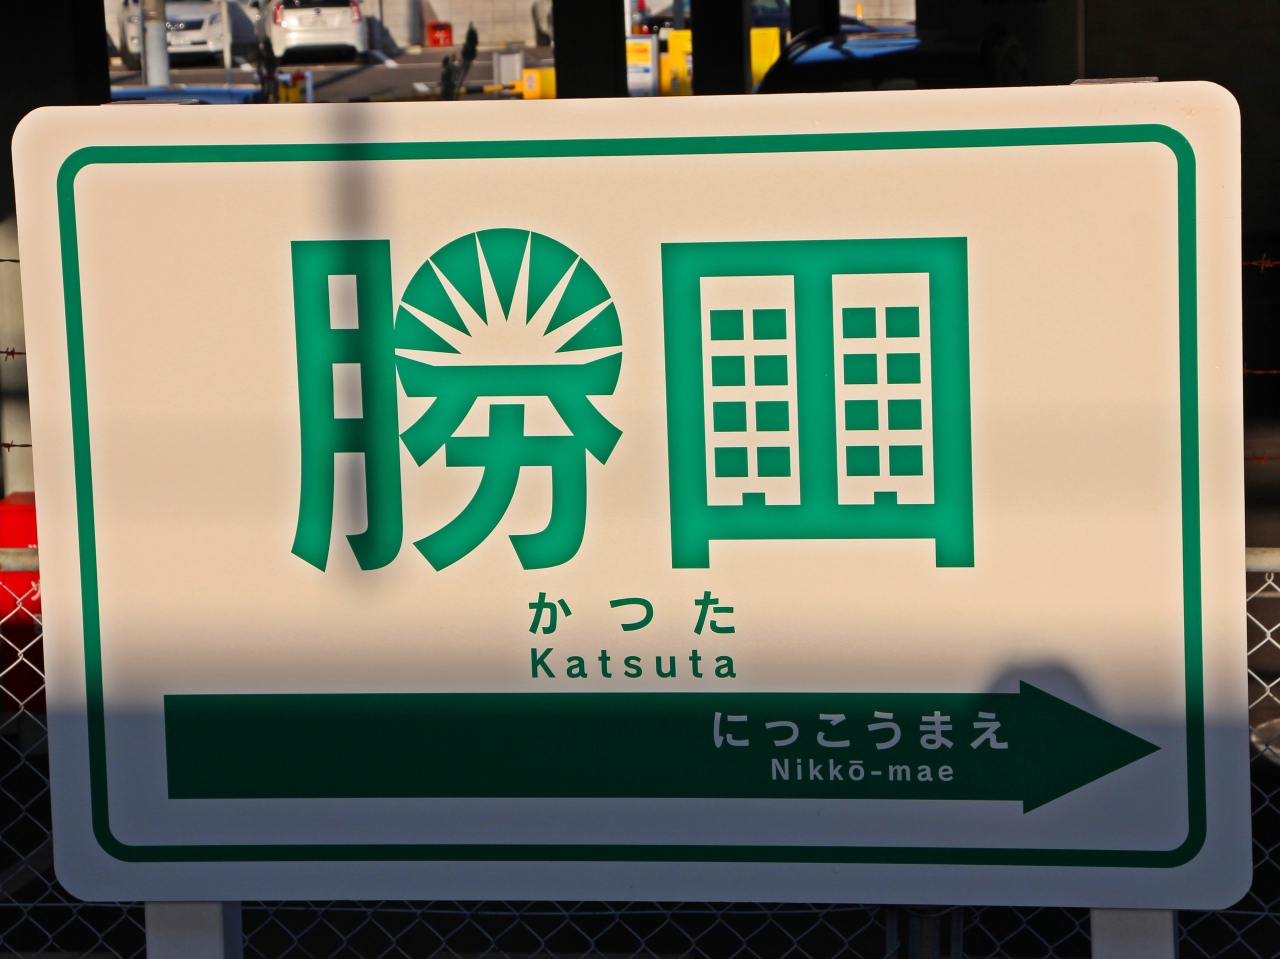 勝田
かつた
Katsuta
にっこうまえ
Nikkō-mae